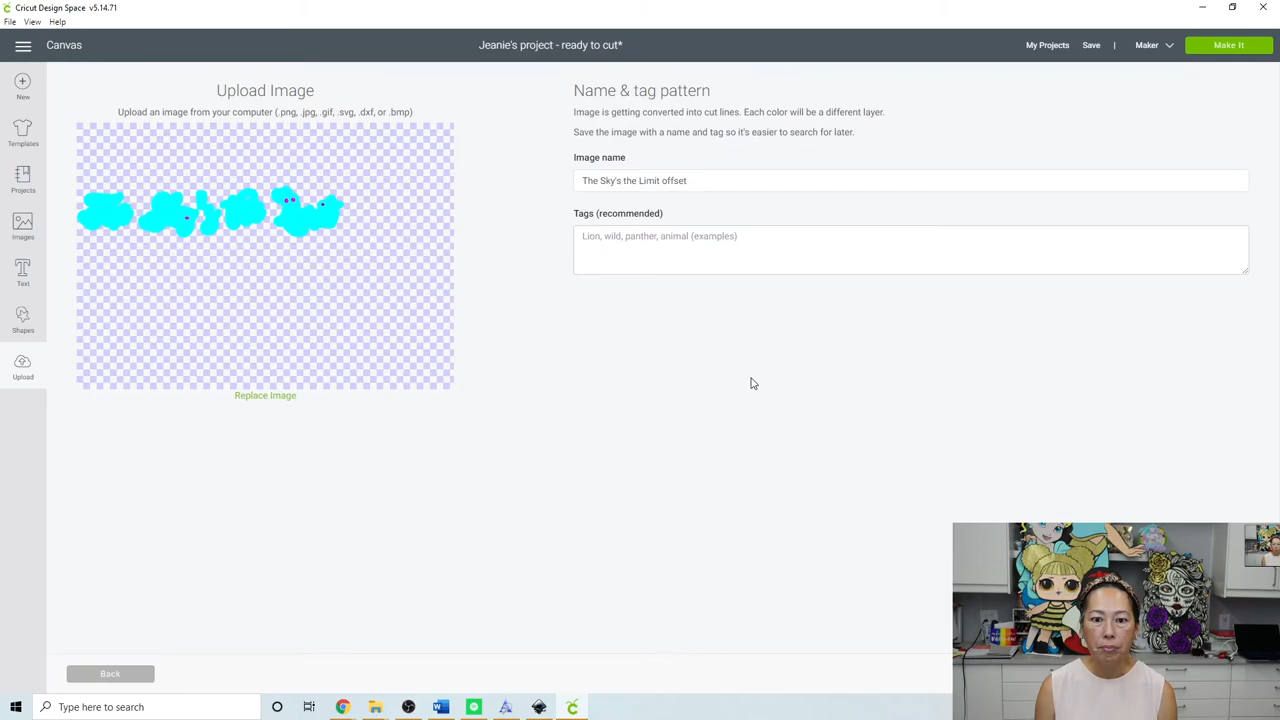 Cricut Design Space v5.14.71
File View Help
Canvas
Jeanie's project - ready to cut*
My Projects Save | Maker Make It
New
Templates
Projects
Images
Text
Shapes
Upload
Upload Image
Upload an image from your computer (.png, .jpg, .gif, .svg, .dxf, or .bmp)
Replace Image
Name & tag pattern
Image is getting converted into cut lines. Each color will be a different layer.
Save the image with a name and tag so it's easier to search for later.
Image name
The Sky's the Limit offset
Tags (recommended)
Lion, wild, panther, animal (examples)
Back
Type here to search